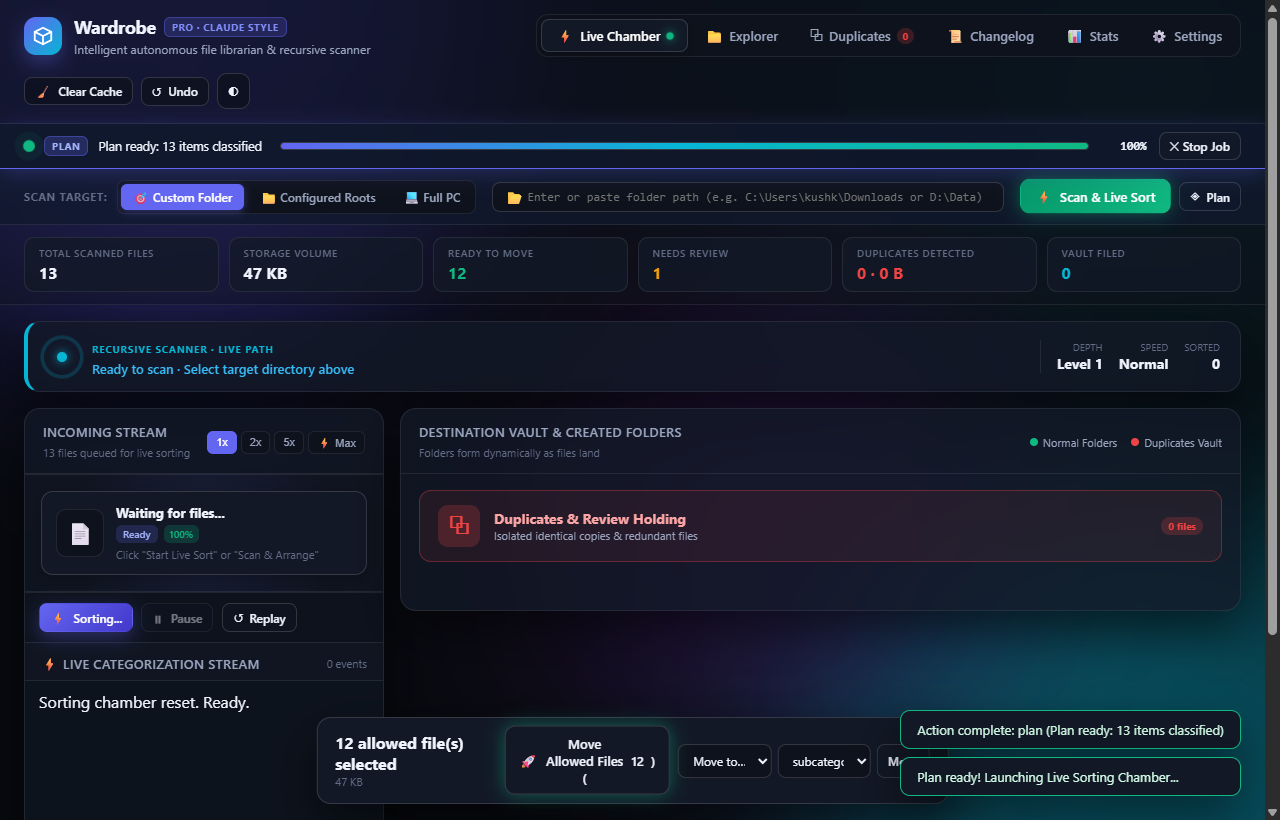 Wardrobe PRO · CLAUDE STYLE
Intelligent autonomous file librarian & recursive scanner
Live Chamber
Explorer
Duplicates 0
Changelog
Stats
Settings
Clear Cache
Undo
PLAN Plan ready: 13 items classified 100% Stop Job
SCAN TARGET: Custom Folder Configured Roots Full PC Enter or paste folder path (e.g. C:\Users\kushk\Downloads or D:\Data) Scan & Live Sort Plan
TOTAL SCANNED FILES
13
STORAGE VOLUME
47 KB
READY TO MOVE
12
NEEDS REVIEW
1
DUPLICATES DETECTED
0 · 0 B
VAULT FILED
0
RECURSIVE SCANNER · LIVE PATH
Ready to scan · Select target directory above
DEPTH
Level 1
SPEED
Normal
SORTED
0
INCOMING STREAM
13 files queued for live sorting
1x 2x 5x Max
Waiting for files...
Ready 100%
Click "Start Live Sort" or "Scan & Arrange"
Sorting... Pause Replay
LIVE CATEGORIZATION STREAM 0 events
Sorting chamber reset. Ready.
DESTINATION VAULT & CREATED FOLDERS
Folders form dynamically as files land
Normal Folders Duplicates Vault
Duplicates & Review Holding
Isolated identical copies & redundant files
0 files
12 allowed file(s)
selected
47 KB
Move
Allowed Files 12 )
(
Move to...
subcateg
Action complete: plan (Plan ready: 13 items classified)
Plan ready! Launching Live Sorting Chamber...